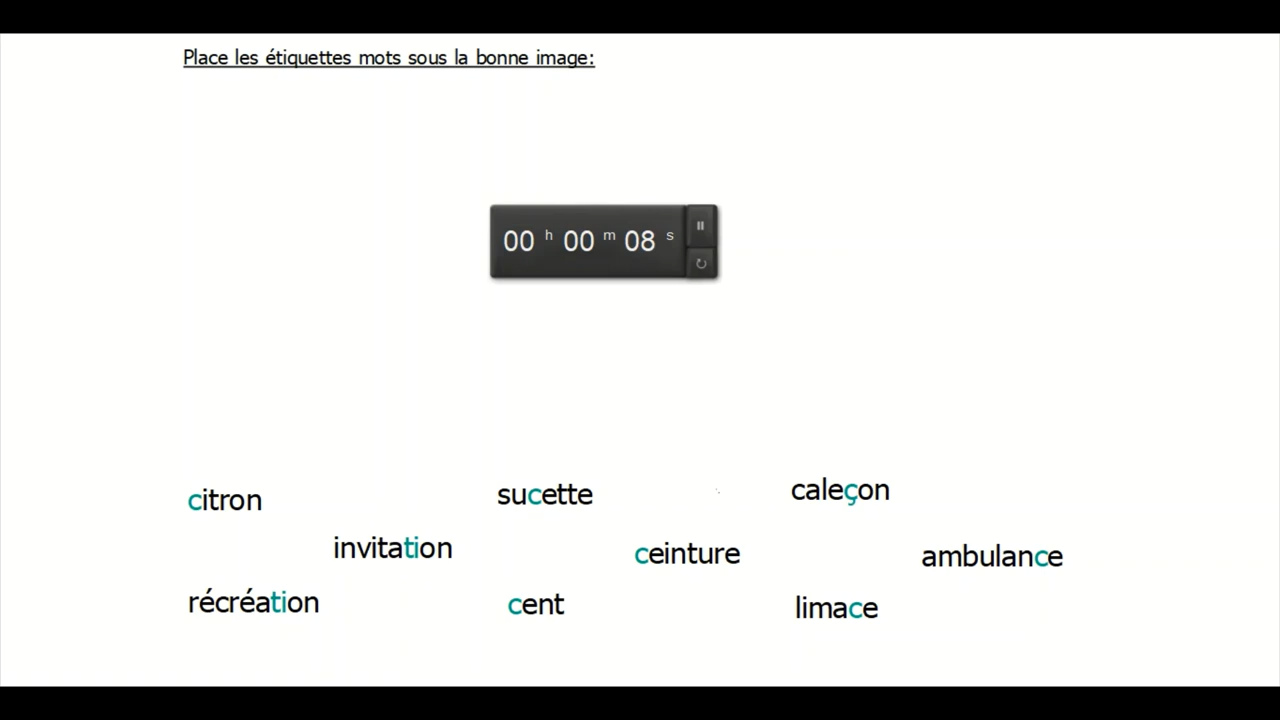 Place les étiquettes mots sous la bonne image:
00 h 00 m 08 s
citron
sucette
caleçon
invitation
ceinture
ambulance
récréation
cent
limace